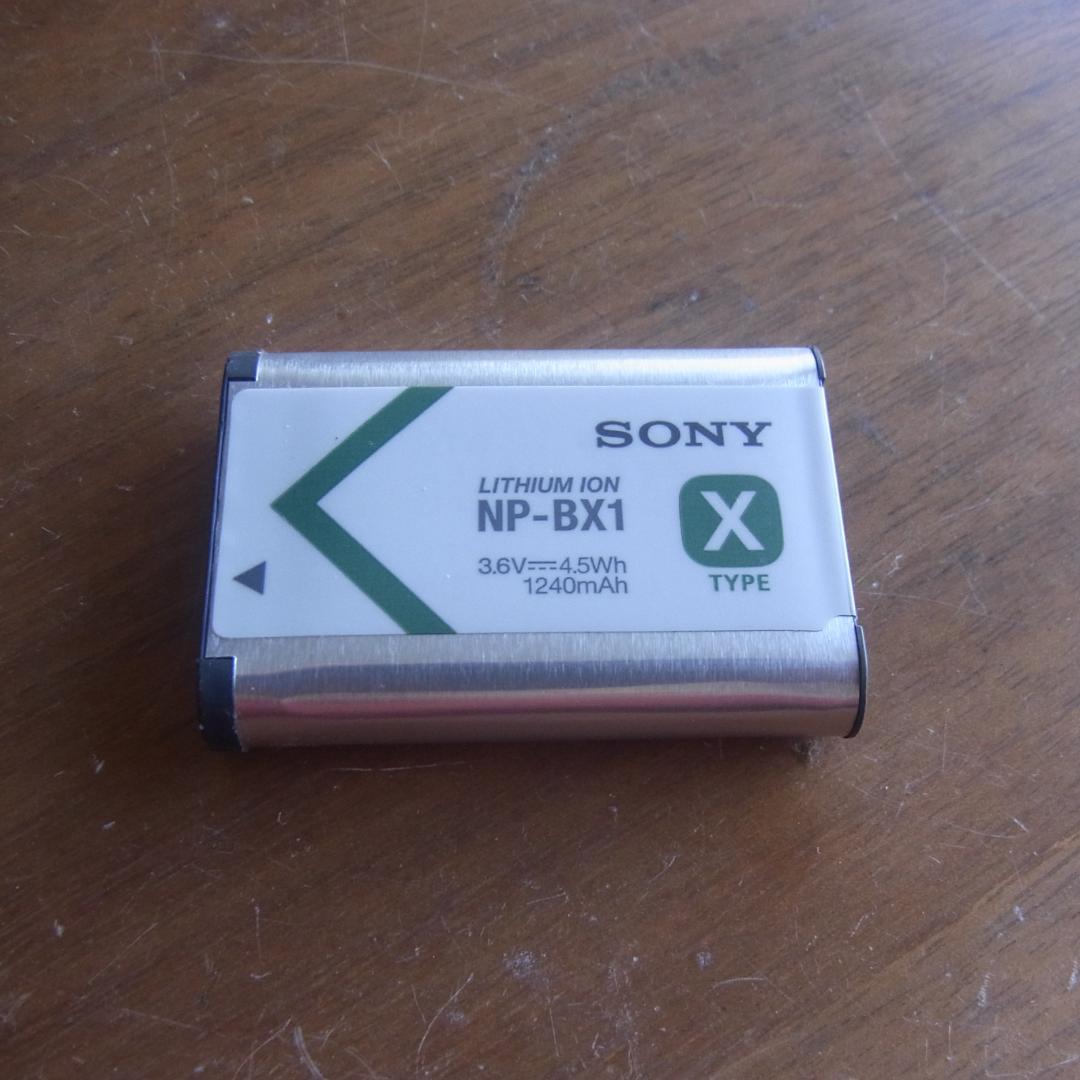 SONY
LITHIUM ION
NP-BX1
X
3.6V⎓4.5Wh
1240mAh
TYPE